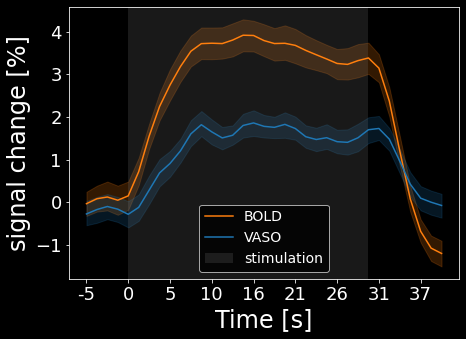 signal change [%]
4
3
2
1
0
−1
BOLD
VASO
stimulation
-5 0 5 10 16 21 26 31 37
Time [s]